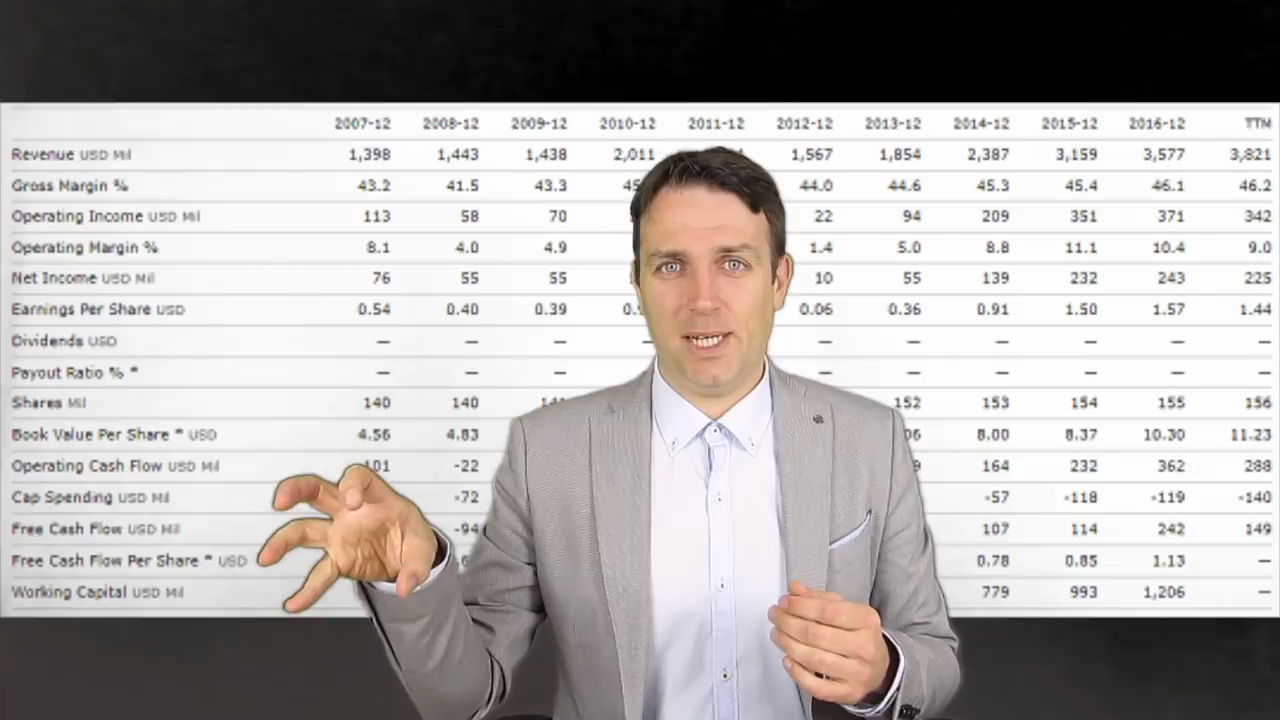 2007-12 2008-12 2009-12 2010-12 2011-12 2012-12 2013-12 2014-12 2015-12 2016-12 TTM
Revenue USD Mil 1,398 1,443 1,438 2,011 1,567 1,854 2,387 3,159 3,577 3,821
Gross Margin % 43.2 41.5 43.3 44.0 44.6 45.3 45.4 46.1 46.2
Operating Income USD Mil 113 58 70 22 94 209 351 371 342
Operating Margin % 8.1 4.0 4.9 1.4 5.0 8.8 11.1 10.4 9.0
Net Income USD Mil 76 55 55 10 55 139 232 243 225
Earnings Per Share USD 0.54 0.40 0.39 0.06 0.36 0.91 1.50 1.57 1.44
Dividends USD — — — — — — — — — —
Payout Ratio % * — — — — — — — — — —
Shares Mil 140 140 152 153 154 155 156
Book Value Per Share * USD 4.56 4.83 8.00 8.37 10.30 11.23
Operating Cash Flow USD Mil -22 164 232 362 288
Cap Spending USD Mil -72 -57 -118 -119 -140
Free Cash Flow USD Mil -94 107 114 242 149
Free Cash Flow Per Share * USD 0.78 0.85 1.13 —
Working Capital USD Mil 779 993 1,206 —